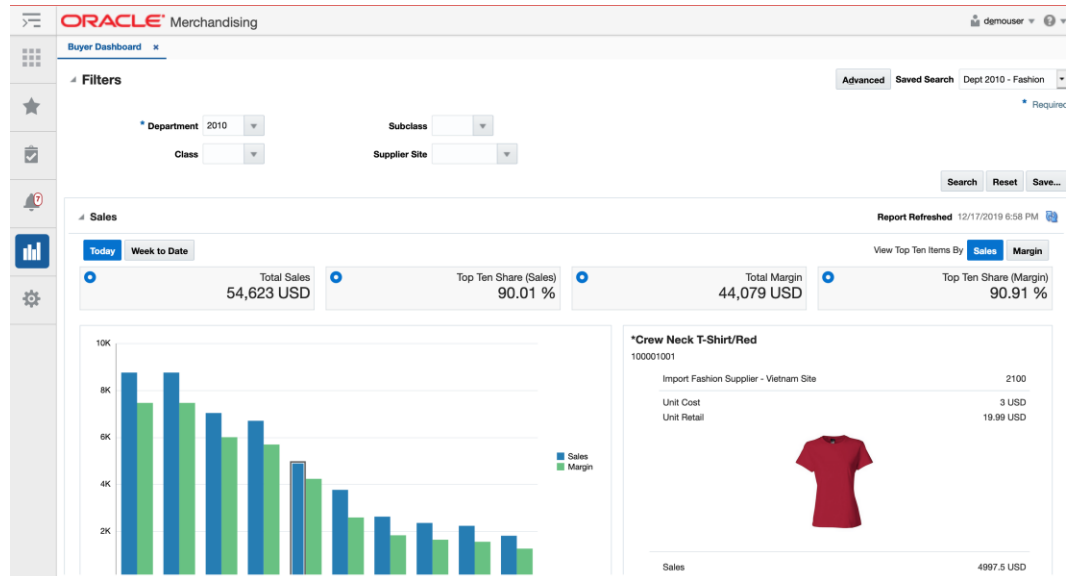 ORACLE Merchandising
demouser
Buyer Dashboard ×
Filters
Advanced Saved Search Dept 2010 - Fashion
* Required
* Department 2010 Subclass
Class Supplier Site
Search Reset Save...
7
Sales Report Refreshed 12/17/2019 6:58 PM
Today Week to Date View Top Ten Items By Sales Margin
Total Sales Top Ten Share (Sales) Total Margin Top Ten Share (Margin)
54,623 USD 90.01 % 44,079 USD 90.91 %
10K
8K
6K
4K
2K
Sales
Margin
*Crew Neck T-Shirt/Red
100001001
Import Fashion Supplier - Vietnam Site 2100
Unit Cost 3 USD
Unit Retail 19.99 USD
Sales 4997.5 USD